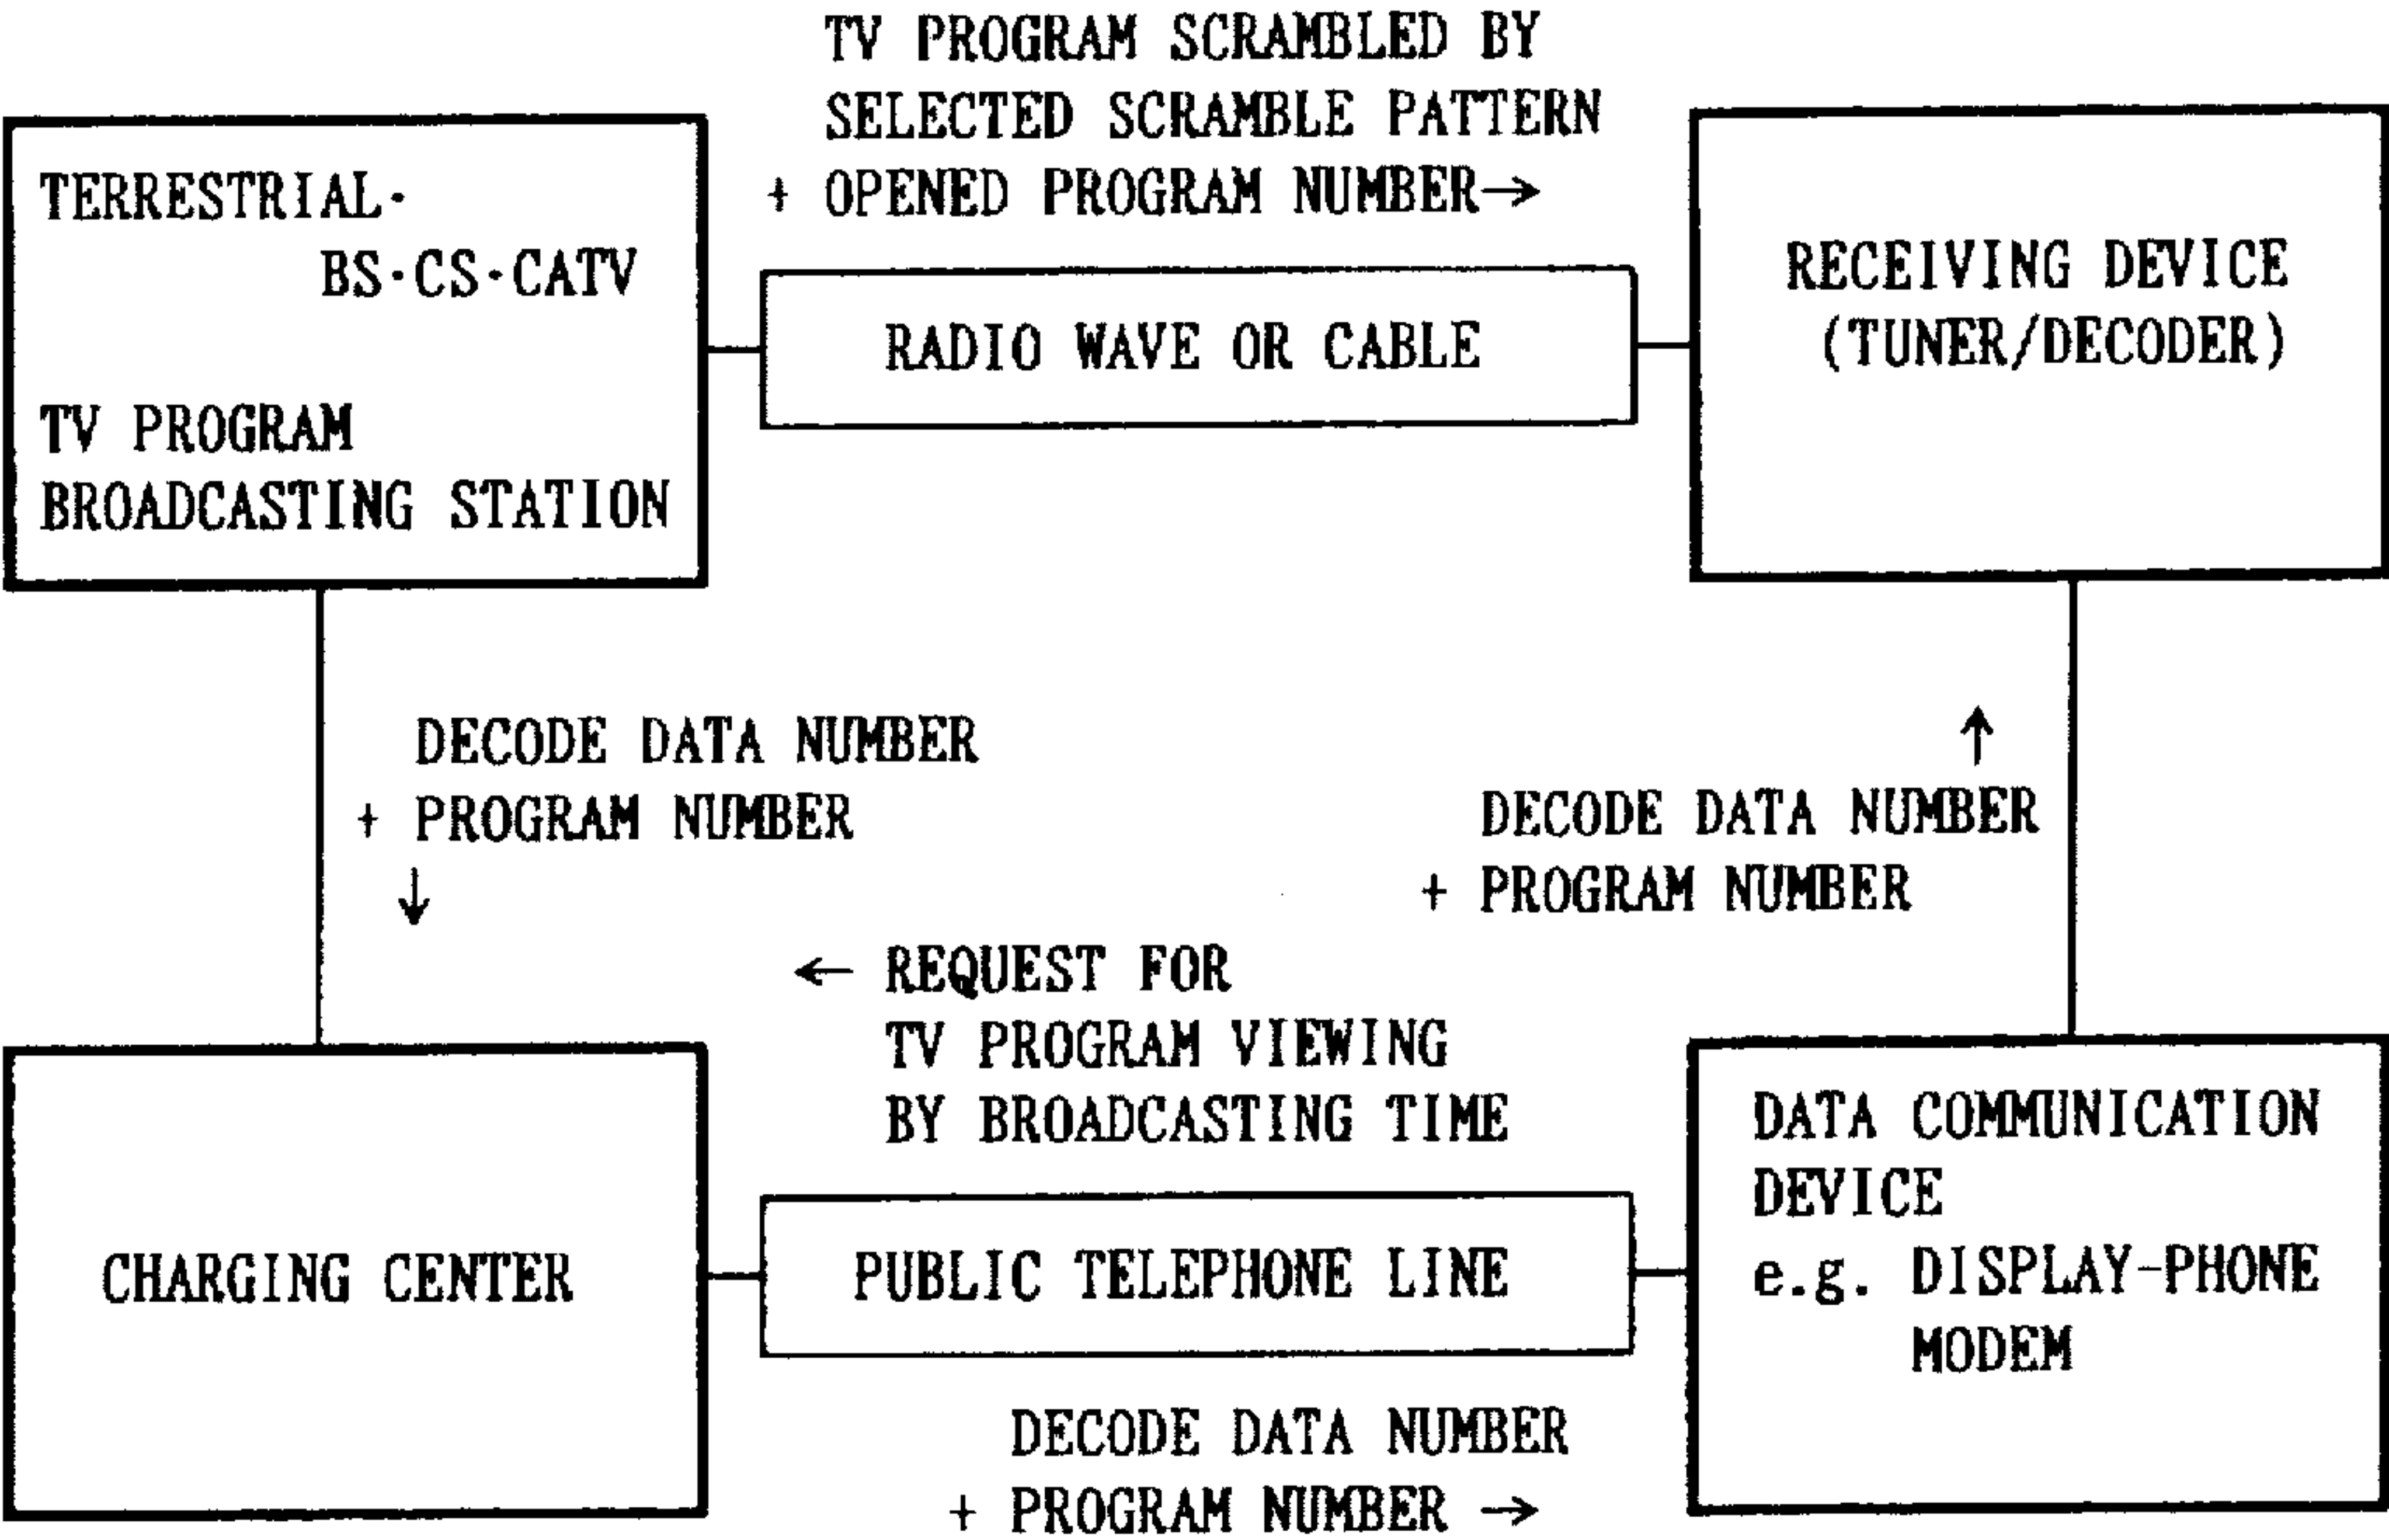 TV PROGRAM SCRAMBLED BY
SELECTED SCRAMBLE PATTERN
+ OPENED PROGRAM NUMBER→
TERRESTRIAL·
BS·CS·CATV
TV PROGRAM
BROADCASTING STATION
RADIO WAVE OR CABLE
RECEIVING DEVICE
(TUNER/DECODER)
DECODE DATA NUMBER
+ PROGRAM NUMBER
↓
↑
DECODE DATA NUMBER
+ PROGRAM NUMBER
← REQUEST FOR
TV PROGRAM VIEWING
BY BROADCASTING TIME
CHARGING CENTER
PUBLIC TELEPHONE LINE
DATA COMMUNICATION
DEVICE
e.g. DISPLAY-PHONE
MODEM
DECODE DATA NUMBER
+ PROGRAM NUMBER →